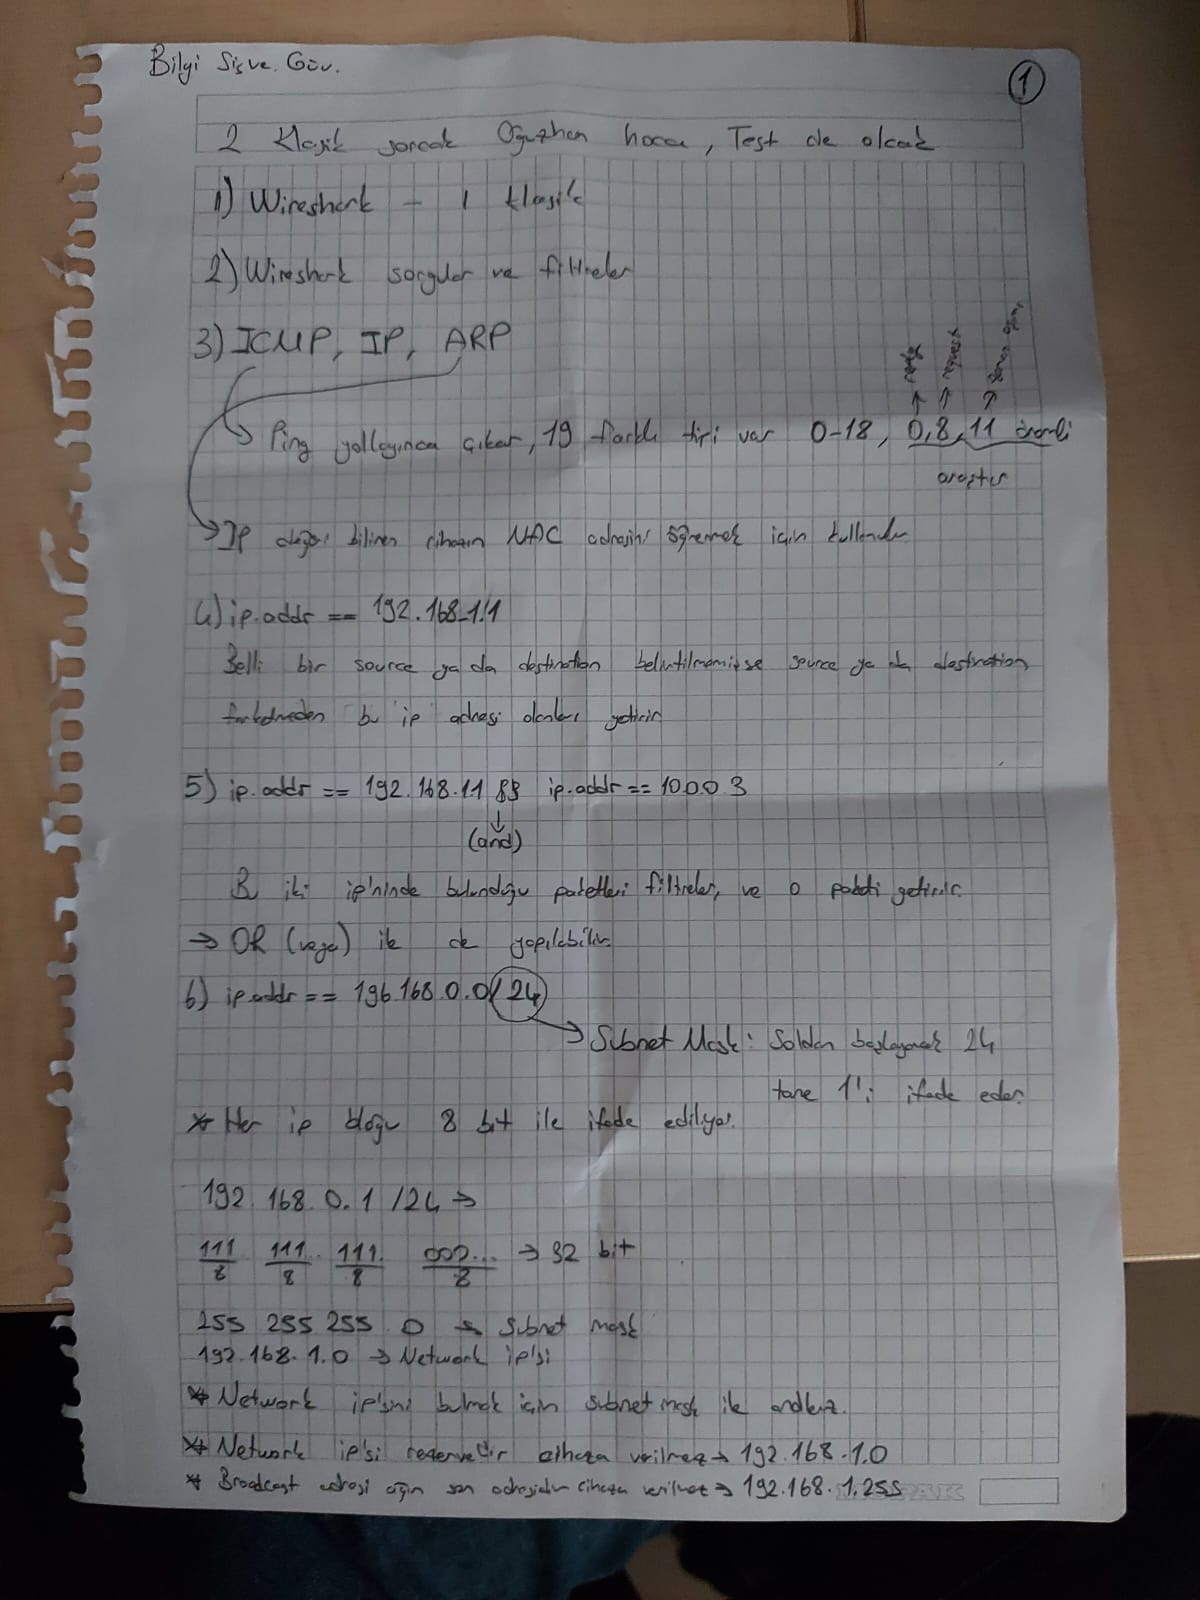 Bilgi Sis ve. Güv.
1
2 Klasik sorcak Oğuzhan hoca, Test de olcak
1) Wireshark - 1 klasik
2) Wireshark sorgular ve filtreler
3) ICMP, IP, ARP
reply request
Ping yollayınca çıkar, 19 farklı türü var 0-18, 0,8,11 önemli
araştır
IP değeri bilinen cihazın MAC adresini öğrenmek için kullanılır
4) ip.addr == 192.168.1.1
Belli bir source ya da destination belirtilmemişse source ya da destination
farketmeden bu ip adresi olanları getirir
5) ip.addr == 192.168.1.1 && ip.addr == 10.0.0.3
(and)
Bu iki ip'ninde bulunduğu paketleri filtreler, ve o paketi getirir.
→ OR (veya) ile de yapılabilir.
6) ip.addr == 196.168.0.0/24
→ Subnet Mask: Soldan başlayarak 24
tane 1'i ifade eder.
* Her ip bloğu 8 bit ile ifade ediliyor.
192.168.0.1 /24 →
111 111.. 111. 000... → 32 bit
8 8 8 8
255 255 255 . 0 → Subnet mask
192.168.1.0 → Network ip'si
* Network ip'sini bulmak için subnet mask ile andleriz.
* Network ip'si reservedir cihaza verilmez → 192.168.1.0
* Broadcast adresi ağın son adresidir cihaza verilmez → 192.168.1.255